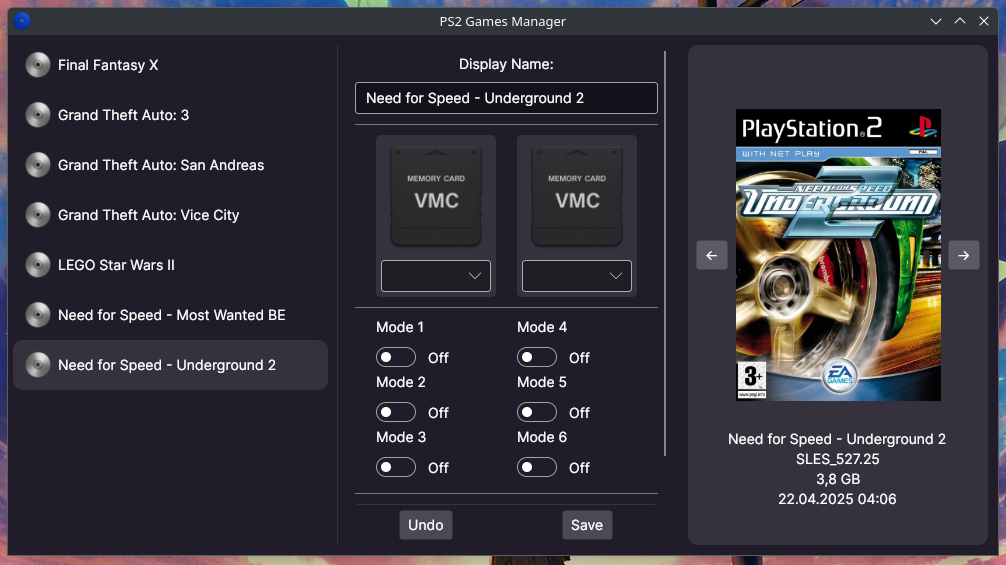 PS2 Games Manager
Final Fantasy X
Grand Theft Auto: 3
Grand Theft Auto: San Andreas
Grand Theft Auto: Vice City
LEGO Star Wars II
Need for Speed - Most Wanted BE
Need for Speed - Underground 2
Display Name:
Need for Speed - Underground 2
MEMORY CARD
VMC
MEMORY CARD
VMC
Mode 1
Off
Mode 4
Off
Mode 2
Off
Mode 5
Off
Mode 3
Off
Mode 6
Off
Undo
Save
PlayStation®2
WITH NET PLAY
PAL
NEED FOR SPEED
UNDERGROUND
2
brembo
3+
www.pegi.info
EA
GAMES
Need for Speed - Underground 2
SLES_527.25
3,8 GB
22.04.2025 04:06